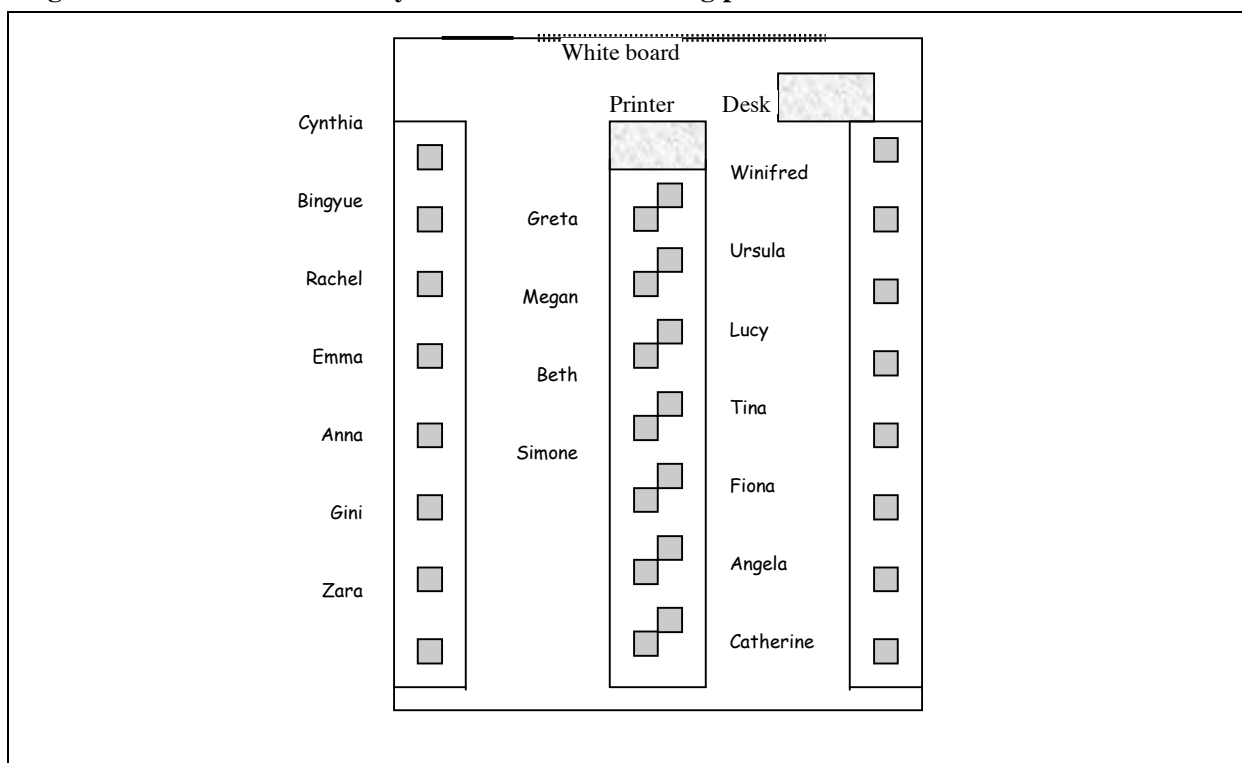 White board
Printer
Desk
Cynthia
Winifred
Bingyue
Greta
Ursula
Rachel
Megan
Lucy
Emma
Beth
Tina
Anna
Simone
Fiona
Gini
Angela
Zara
Catherine